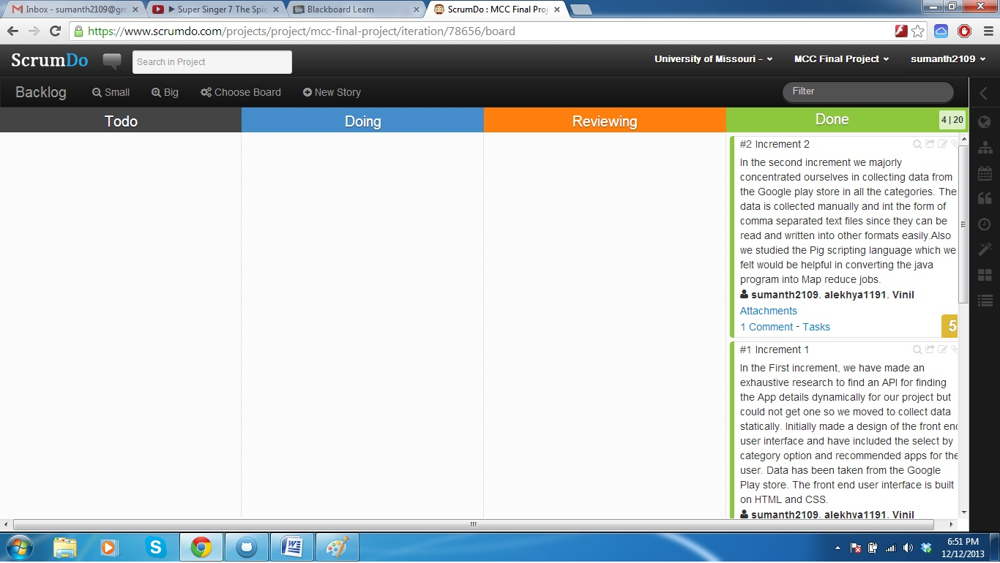 Inbox - sumanth2109@gm
▶ Super Singer 7 The Spic
Bb Blackboard Learn
ScrumDo : MCC Final Proj
https://www.scrumdo.com/projects/project/mcc-final-project/iteration/78656/board
ScrumDo
Search in Project
University of Missouri -
MCC Final Project
sumanth2109
Backlog
Small
Big
Choose Board
New Story
Filter
Todo
Doing
Reviewing
Done
4 | 20
#2 Increment 2
In the second increment we majorly
concentrated ourselves in collecting data from
the Google play store in all the categories. The
data is collected manually and int the form of
comma separated text files since they can be
read and written into other formats easily.Also
we studied the Pig scripting language which we
felt would be helpful in converting the java
program into Map reduce jobs.
sumanth2109, alekhya1191, Vinil
Attachments
1 Comment - Tasks
5
#1 Increment 1
In the First increment, we have made an
exhaustive research to find an API for finding
the App details dynamically for our project but
could not get one so we moved to collect data
statically. Initially made a design of the front end
user interface and have included the select by
category option and recommended apps for the
user. Data has been taken from the Google
Play store. The front end user interface is built
on HTML and CSS.
sumanth2109, alekhya1191, Vinil
6:51 PM
12/12/2013